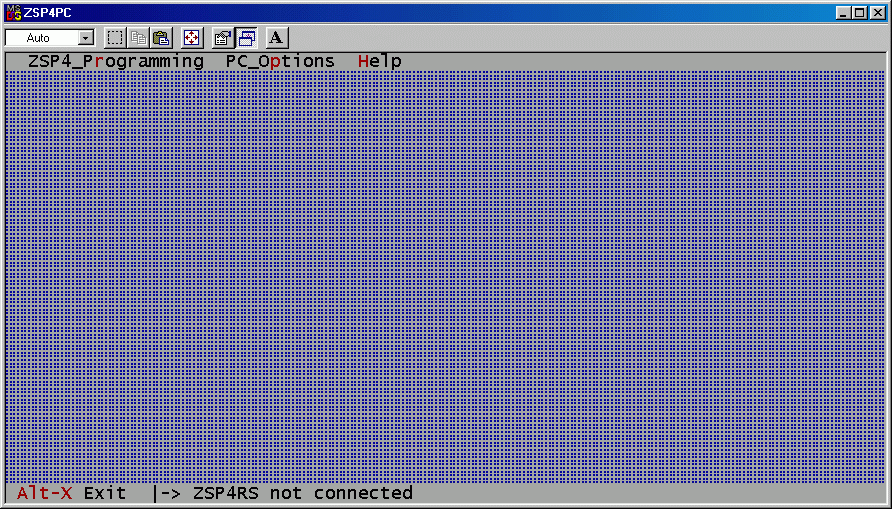 ZSP4PC
Auto
A
ZSP4_Programming PC_Options Help
Alt-X Exit |-> ZSP4RS not connected